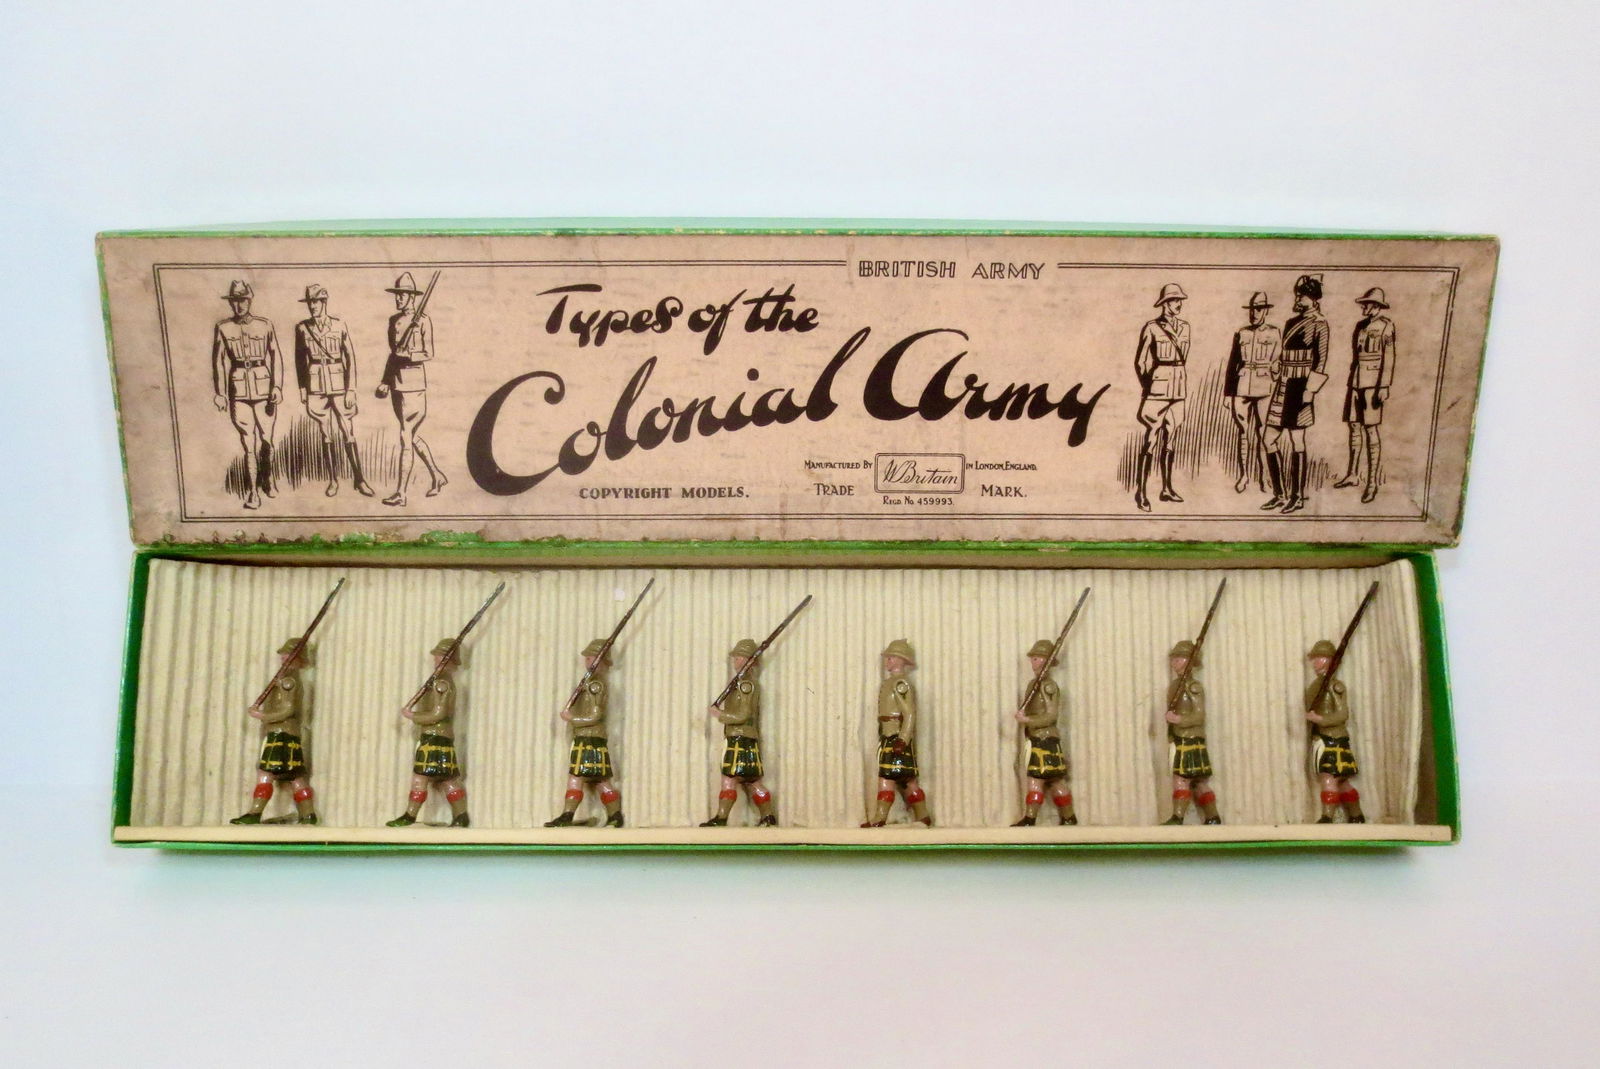 BRITISH ARMY
Types of the
Colonial Army
COPYRIGHT MODELS.
MANUFACTURED BY W Britain IN LONDON, ENGLAND.
TRADE MARK.
REGD. No. 459993.